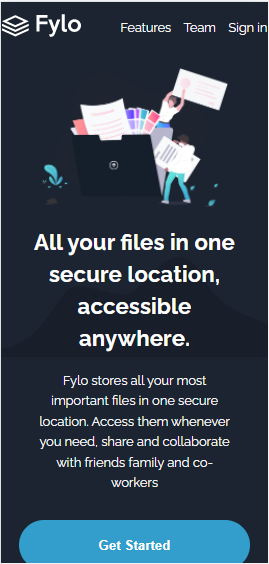 Fylo
Features Team Sign in
All your files in one
secure location,
accessible
anywhere.
Fylo stores all your most
important files in one secure
location. Access them whenever
you need, share and collaborate
with friends family and co-
workers
Get Started